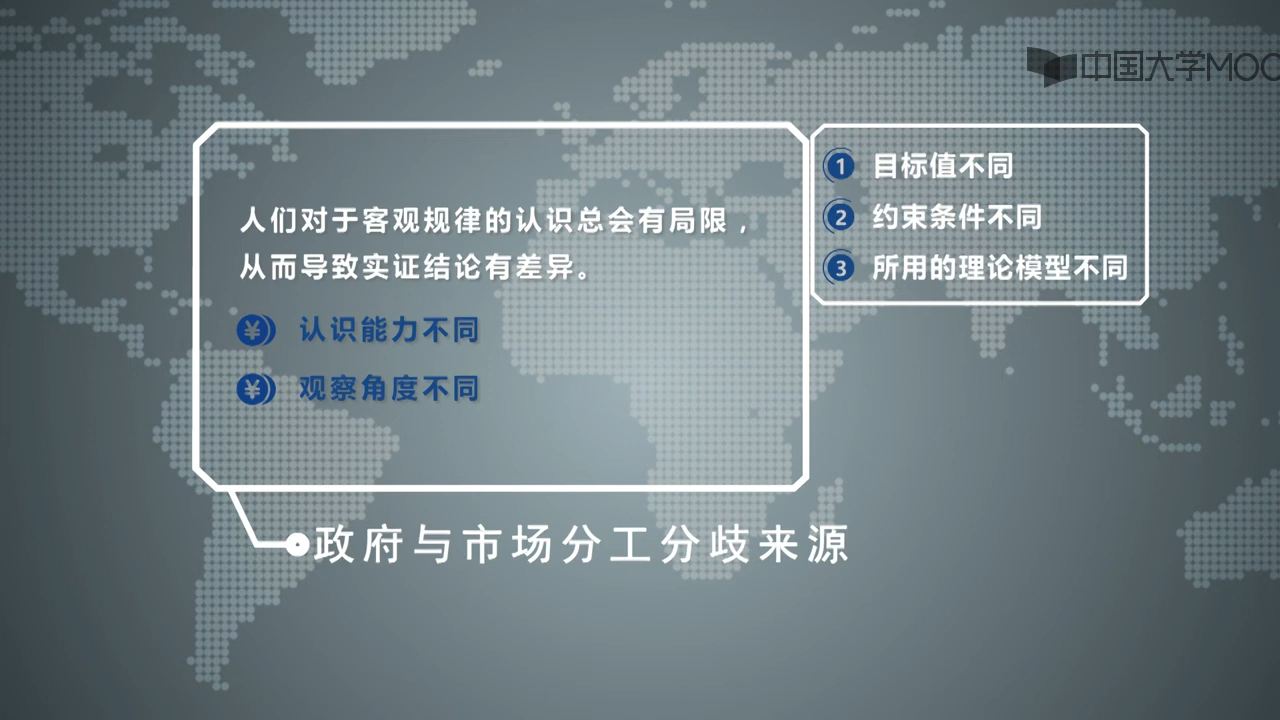 中国大学MOO
人们对于客观规律的认识总会有局限，
从而导致实证结论有差异。
¥ 认识能力不同
¥ 观察角度不同
1 目标值不同
2 约束条件不同
3 所用的理论模型不同
政府与市场分工分歧来源